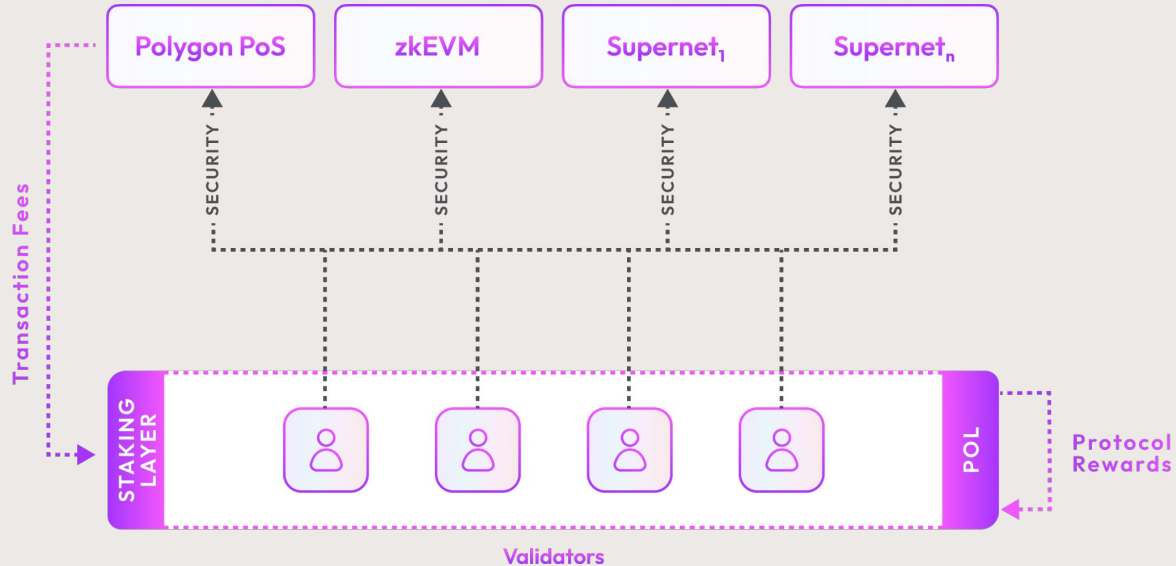 Polygon PoS
zkEVM
Supernet₁
Supernetₙ
SECURITY
SECURITY
SECURITY
SECURITY
Transaction Fees
STAKING
LAYER
POL
Protocol
Rewards
Validators